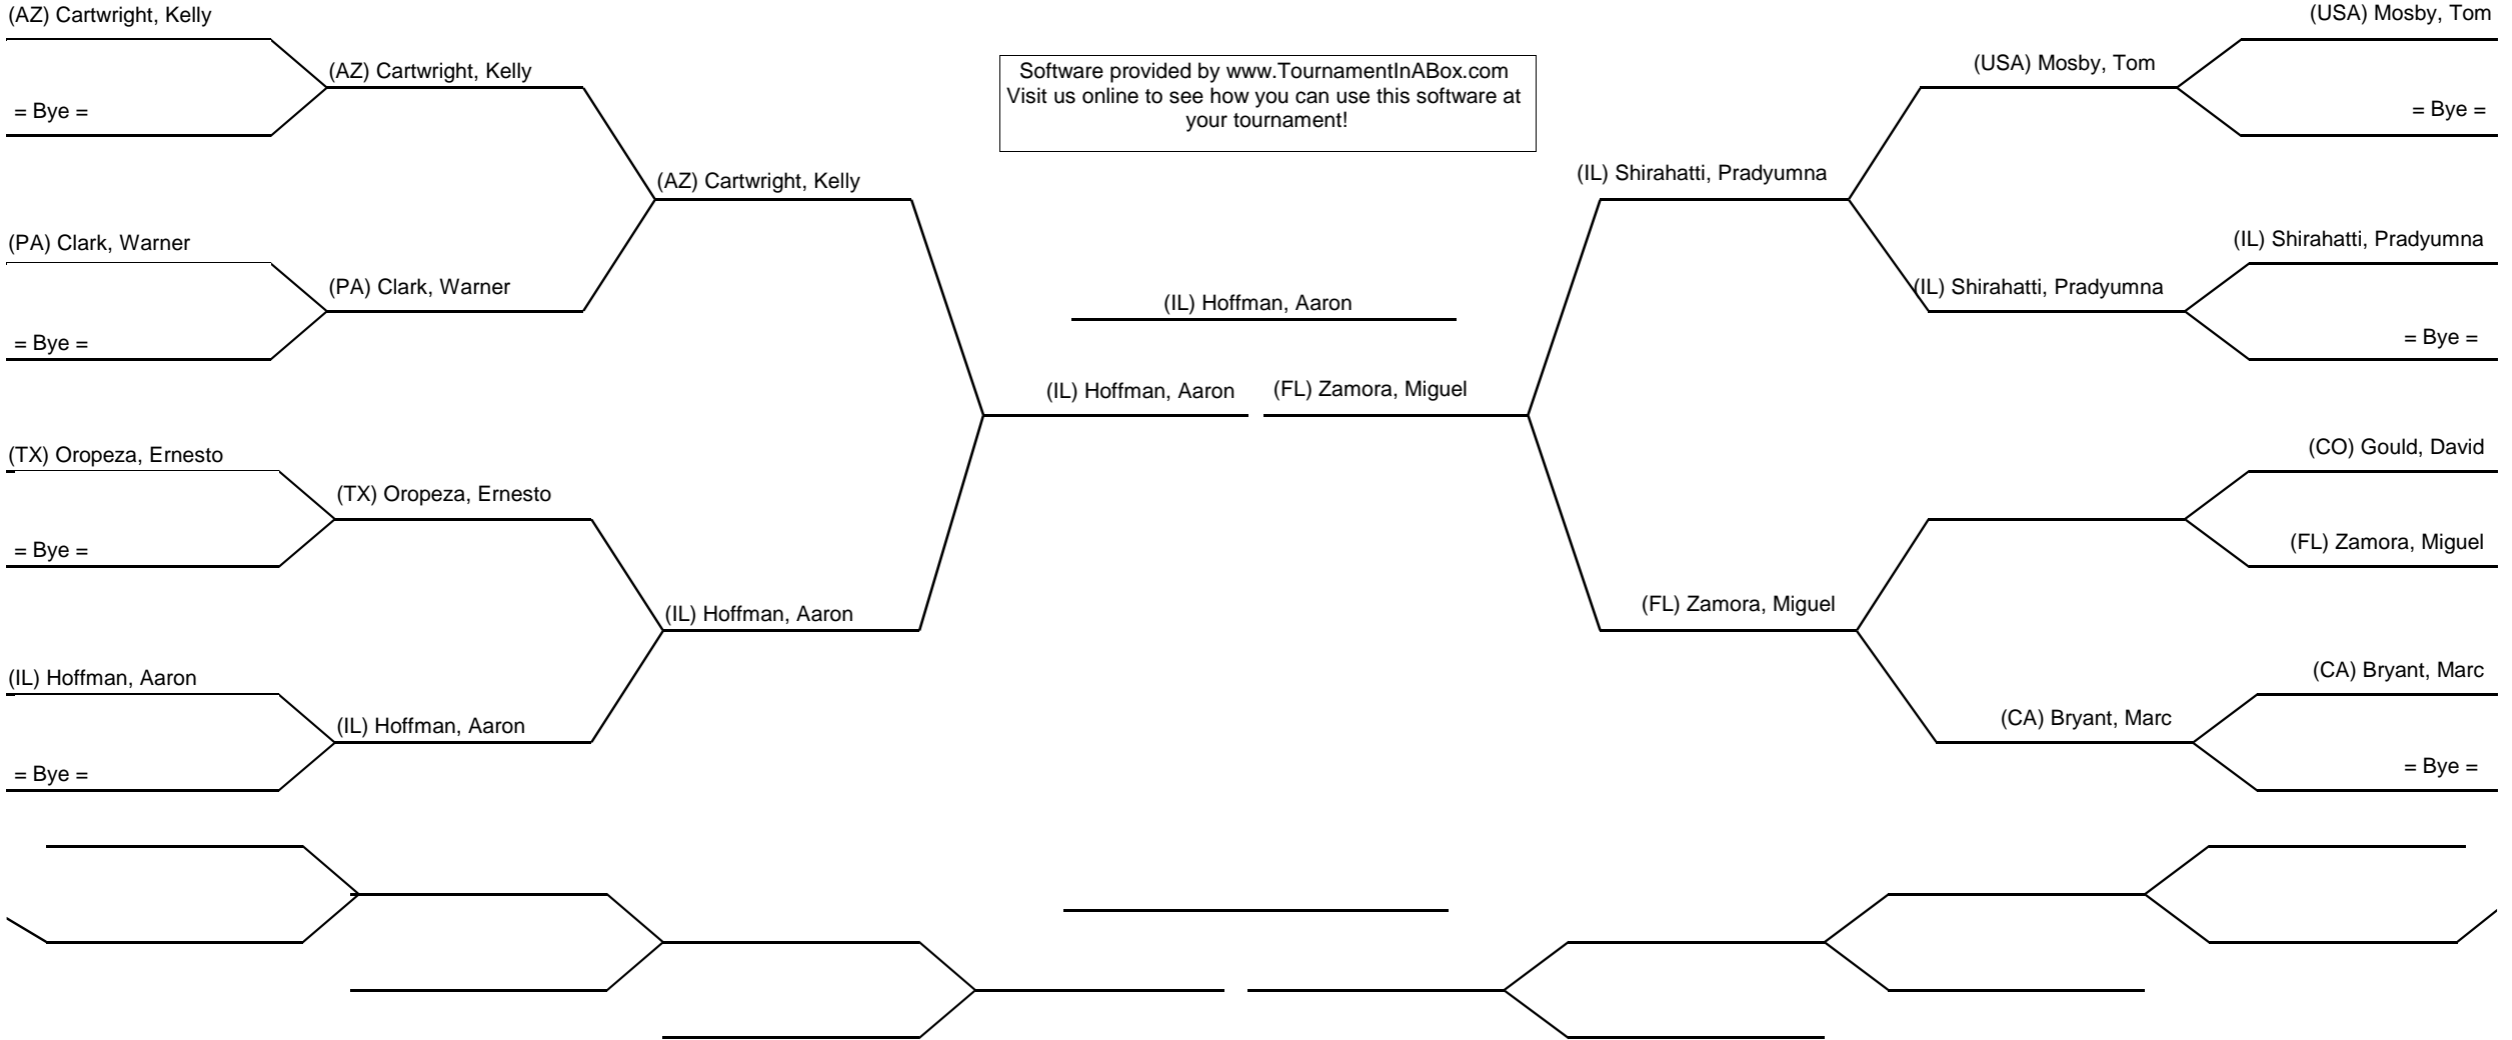 (AZ) Cartwright, Kelly
(USA) Mosby, Tom
(AZ) Cartwright, Kelly
Software provided by www.TournamentInABox.com
Visit us online to see how you can use this software at
your tournament!
(USA) Mosby, Tom
= Bye =
= Bye =
(AZ) Cartwright, Kelly
(IL) Shirahatti, Pradyumna
(PA) Clark, Warner
(IL) Shirahatti, Pradyumna
(PA) Clark, Warner
(IL) Hoffman, Aaron
(IL) Shirahatti, Pradyumna
= Bye =
= Bye =
(IL) Hoffman, Aaron
(FL) Zamora, Miguel
(TX) Oropeza, Ernesto
(CO) Gould, David
(TX) Oropeza, Ernesto
= Bye =
(FL) Zamora, Miguel
(IL) Hoffman, Aaron
(FL) Zamora, Miguel
(IL) Hoffman, Aaron
(CA) Bryant, Marc
(IL) Hoffman, Aaron
(CA) Bryant, Marc
= Bye =
= Bye =